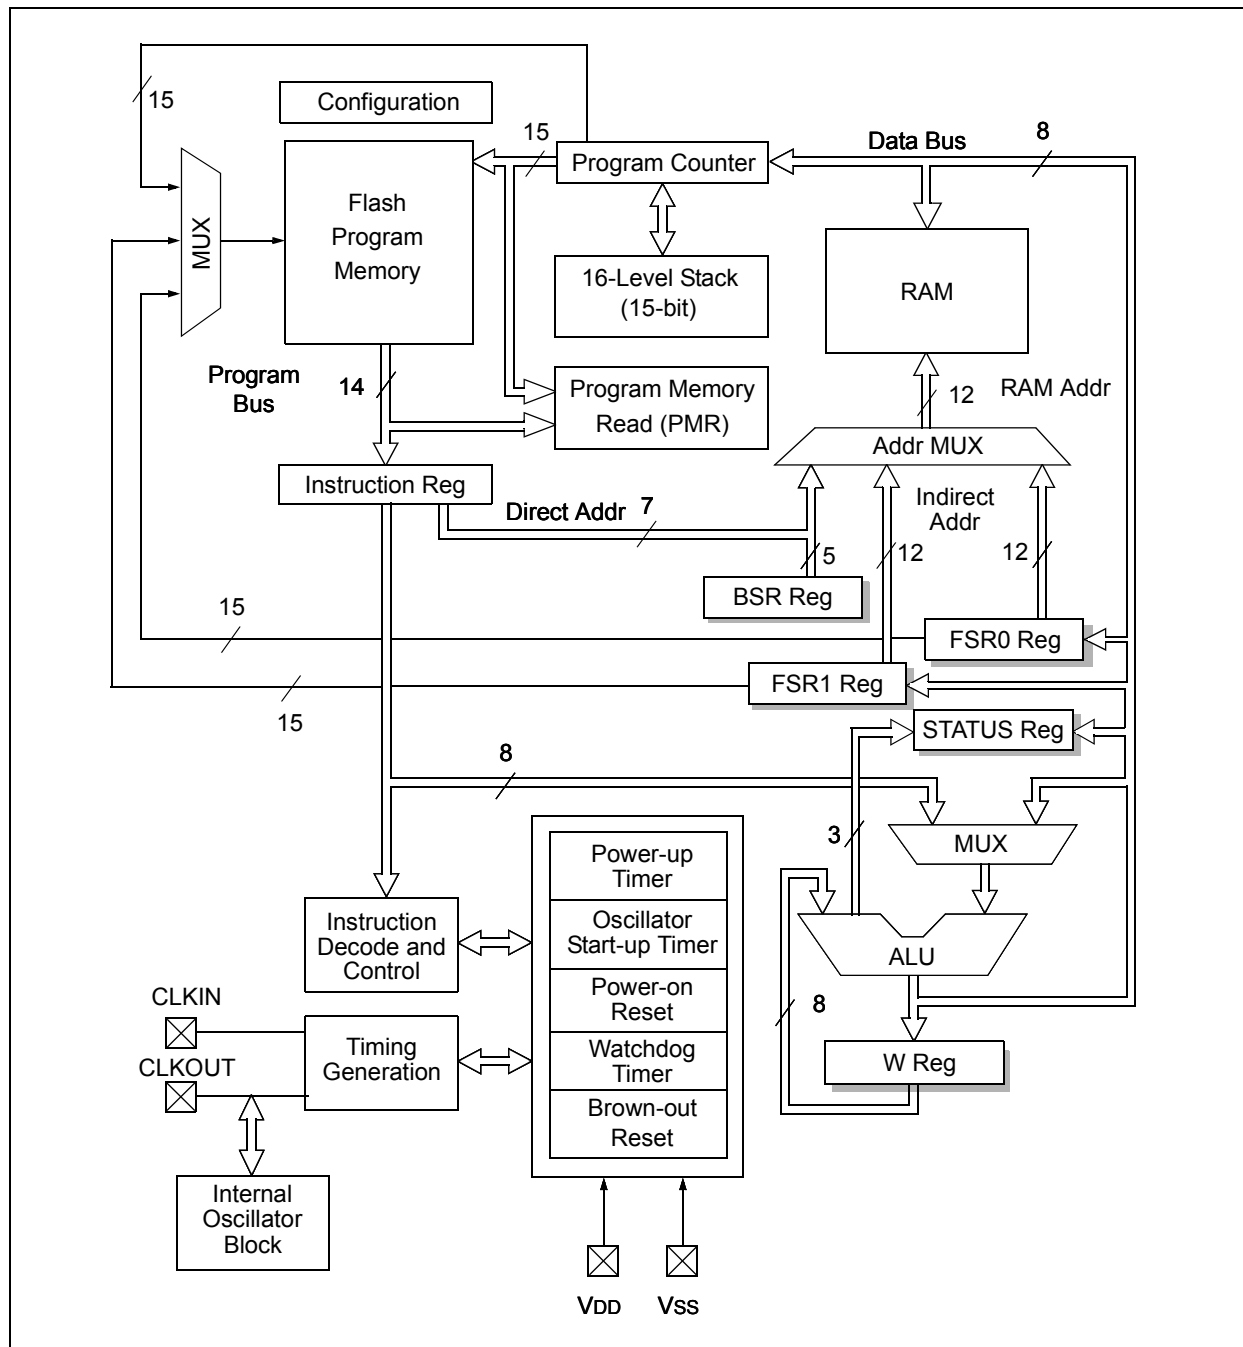 15
Configuration
15
Program Counter
Data Bus
8
MUX
Flash
Program
Memory
16-Level Stack
(15-bit)
RAM
Program
Bus
14
Program Memory
Read (PMR)
12
RAM Addr
Addr MUX
Instruction Reg
Direct Addr
7
Indirect
Addr
5
12
12
BSR Reg
15
FSR0 Reg
FSR1 Reg
15
STATUS Reg
8
3
MUX
Power-up
Timer
Instruction
Decode and
Control
Oscillator
Start-up Timer
ALU
CLKIN
Power-on
Reset
8
CLKOUT
Timing
Generation
Watchdog
Timer
W Reg
Brown-out
Reset
Internal
Oscillator
Block
VDD
VSS